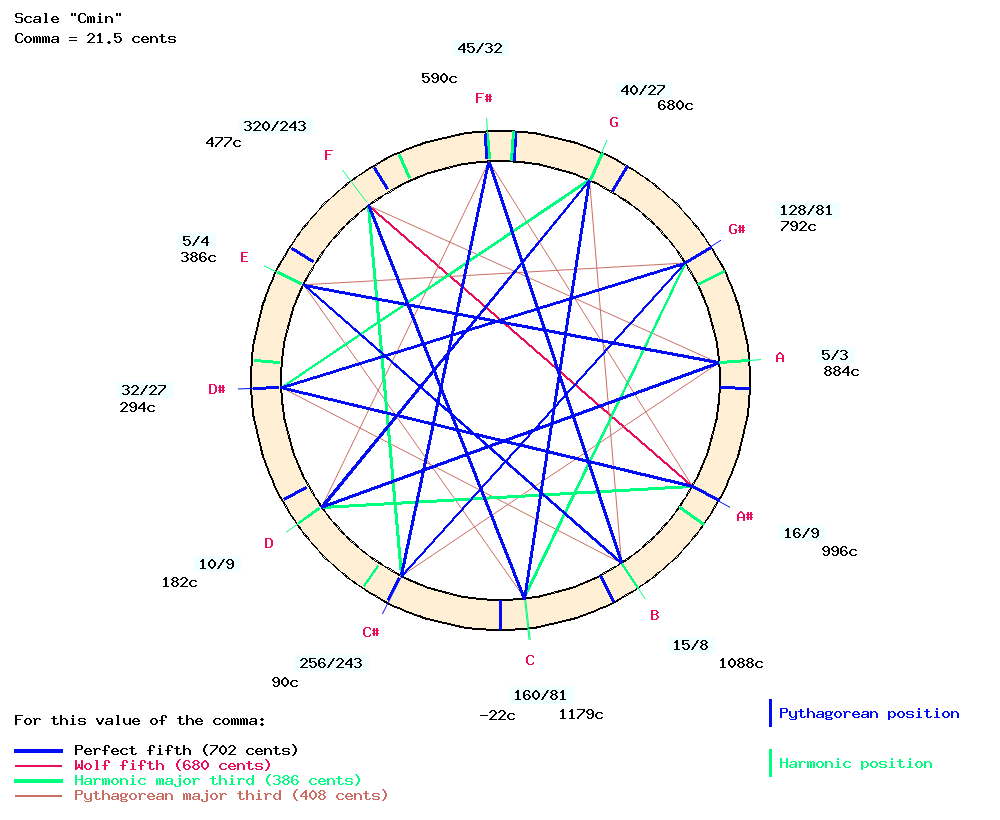 Scale "Cmin"
Comma = 21.5 cents
45/32
590c
F#
40/27
680c
G
320/243
477c
F
128/81
792c
G#
5/4
386c
E
5/3
884c
A
32/27
294c
D#
16/9
996c
A#
10/9
182c
D
15/8
1088c
B
256/243
90c
C#
C
160/81
-22c 1179c
For this value of the comma:
Perfect fifth (702 cents)
Wolf fifth (680 cents)
Harmonic major third (386 cents)
Pythagorean major third (408 cents)
Pythagorean position
Harmonic position